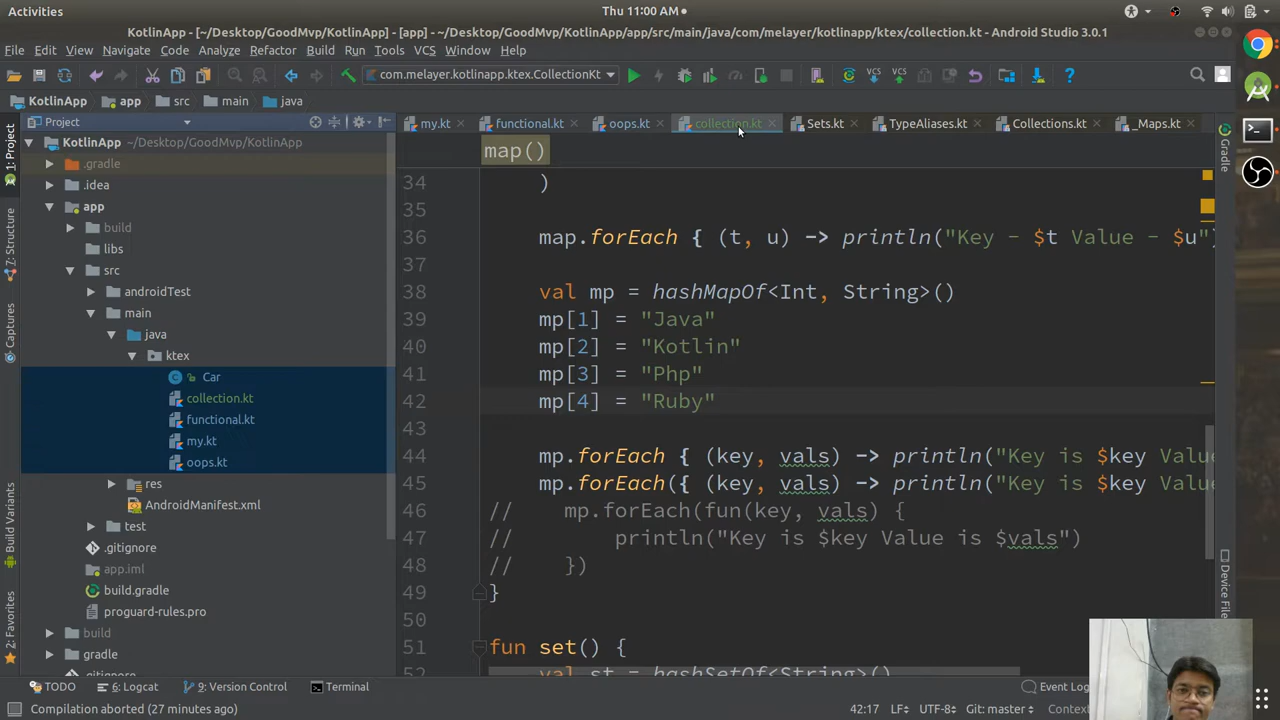 Activities
Thu 11:00 AM
KotlinApp - [~/Desktop/GoodMvp/KotlinApp] - [app] - ~/Desktop/GoodMvp/KotlinApp/app/src/main/java/com/melayer/kotlinapp/ktex/collection.kt - Android Studio 3.0.1
File Edit View Navigate Code Analyze Refactor Build Run Tools VCS Window Help
com.melayer.kotlinapp.ktex.CollectionKt
VCS VCS
KotlinApp app src main java
Project
my.kt functional.kt oops.kt collection.kt Sets.kt TypeAliases.kt Collections.kt _Maps.kt
map()
1: Project
7: Structure
Captures
Build Variants
2: Favorites
KotlinApp ~/Desktop/GoodMvp/KotlinApp
.gradle
.idea
app
build
libs
src
androidTest
main
java
ktex
Car
collection.kt
functional.kt
my.kt
oops.kt
res
AndroidManifest.xml
test
.gitignore
app.iml
build.gradle
proguard-rules.pro
build
gradle
.gitignore
34 )
35
36 map.forEach { (t, u) -> println("Key - $t Value - $u")
37
38 val mp = hashMapOf<Int, String>()
39 mp[1] = "Java"
40 mp[2] = "Kotlin"
41 mp[3] = "Php"
42 mp[4] = "Ruby"
43
44 mp.forEach { (key, vals) -> println("Key is $key Value
45 mp.forEach({ (key, vals) -> println("Key is $key Value
46 // mp.forEach(fun(key, vals) {
47 // println("Key is $key Value is $vals")
48 // })
49 }
50
51 fun set() {
52 val st = hashSetOf<String>()
Gradle
Device File
TODO 6: Logcat 9: Version Control Terminal Event Log
Compilation aborted (27 minutes ago) 42:17 LF UTF-8 Git: master Context